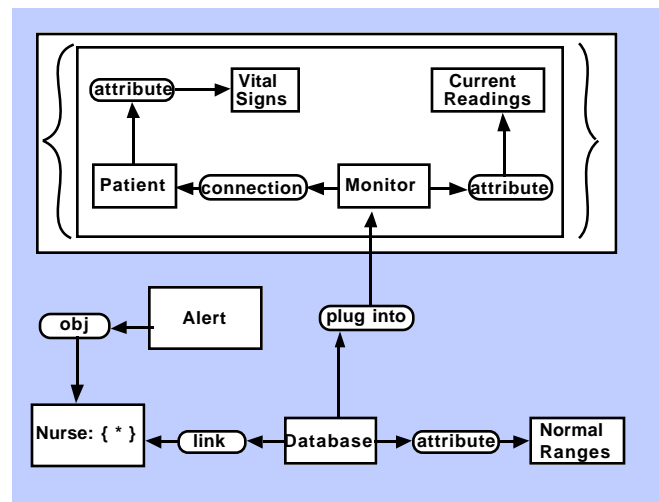 attribute
Vital
Signs
Current
Readings
Patient
connection
Monitor
attribute
plug into
obj
Alert
Nurse: { * }
link
Database
attribute
Normal
Ranges